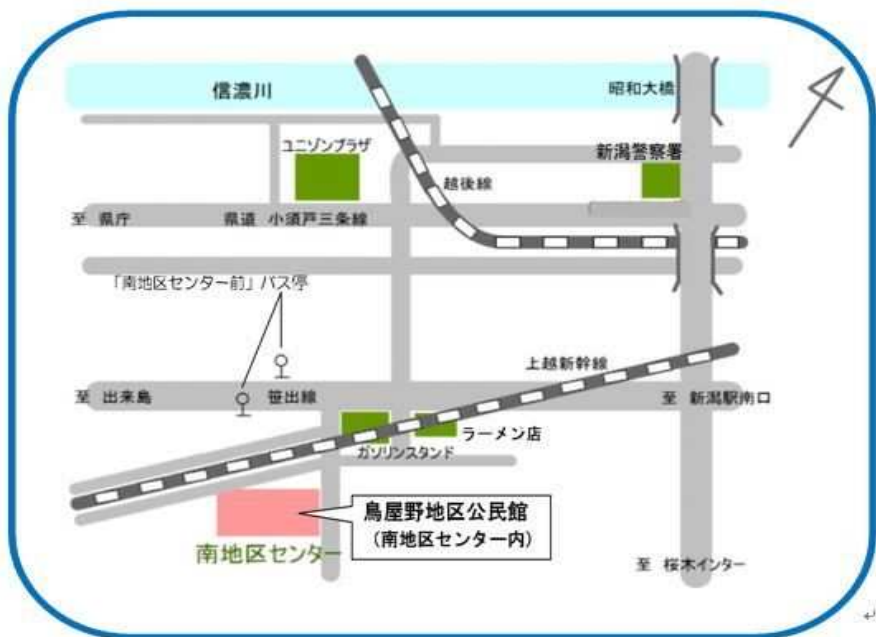 信濃川
昭和大橋
ユニゾンプラザ
新潟警察署
越後線
至 県庁
県道 小須戸三条線
「南地区センター前」バス停
上越新幹線
至 出来島
笹出線
至 新潟駅南口
ラーメン店
ガソリンスタンド
鳥屋野地区公民館
（南地区センター内）
南地区センター
至 桜木インター